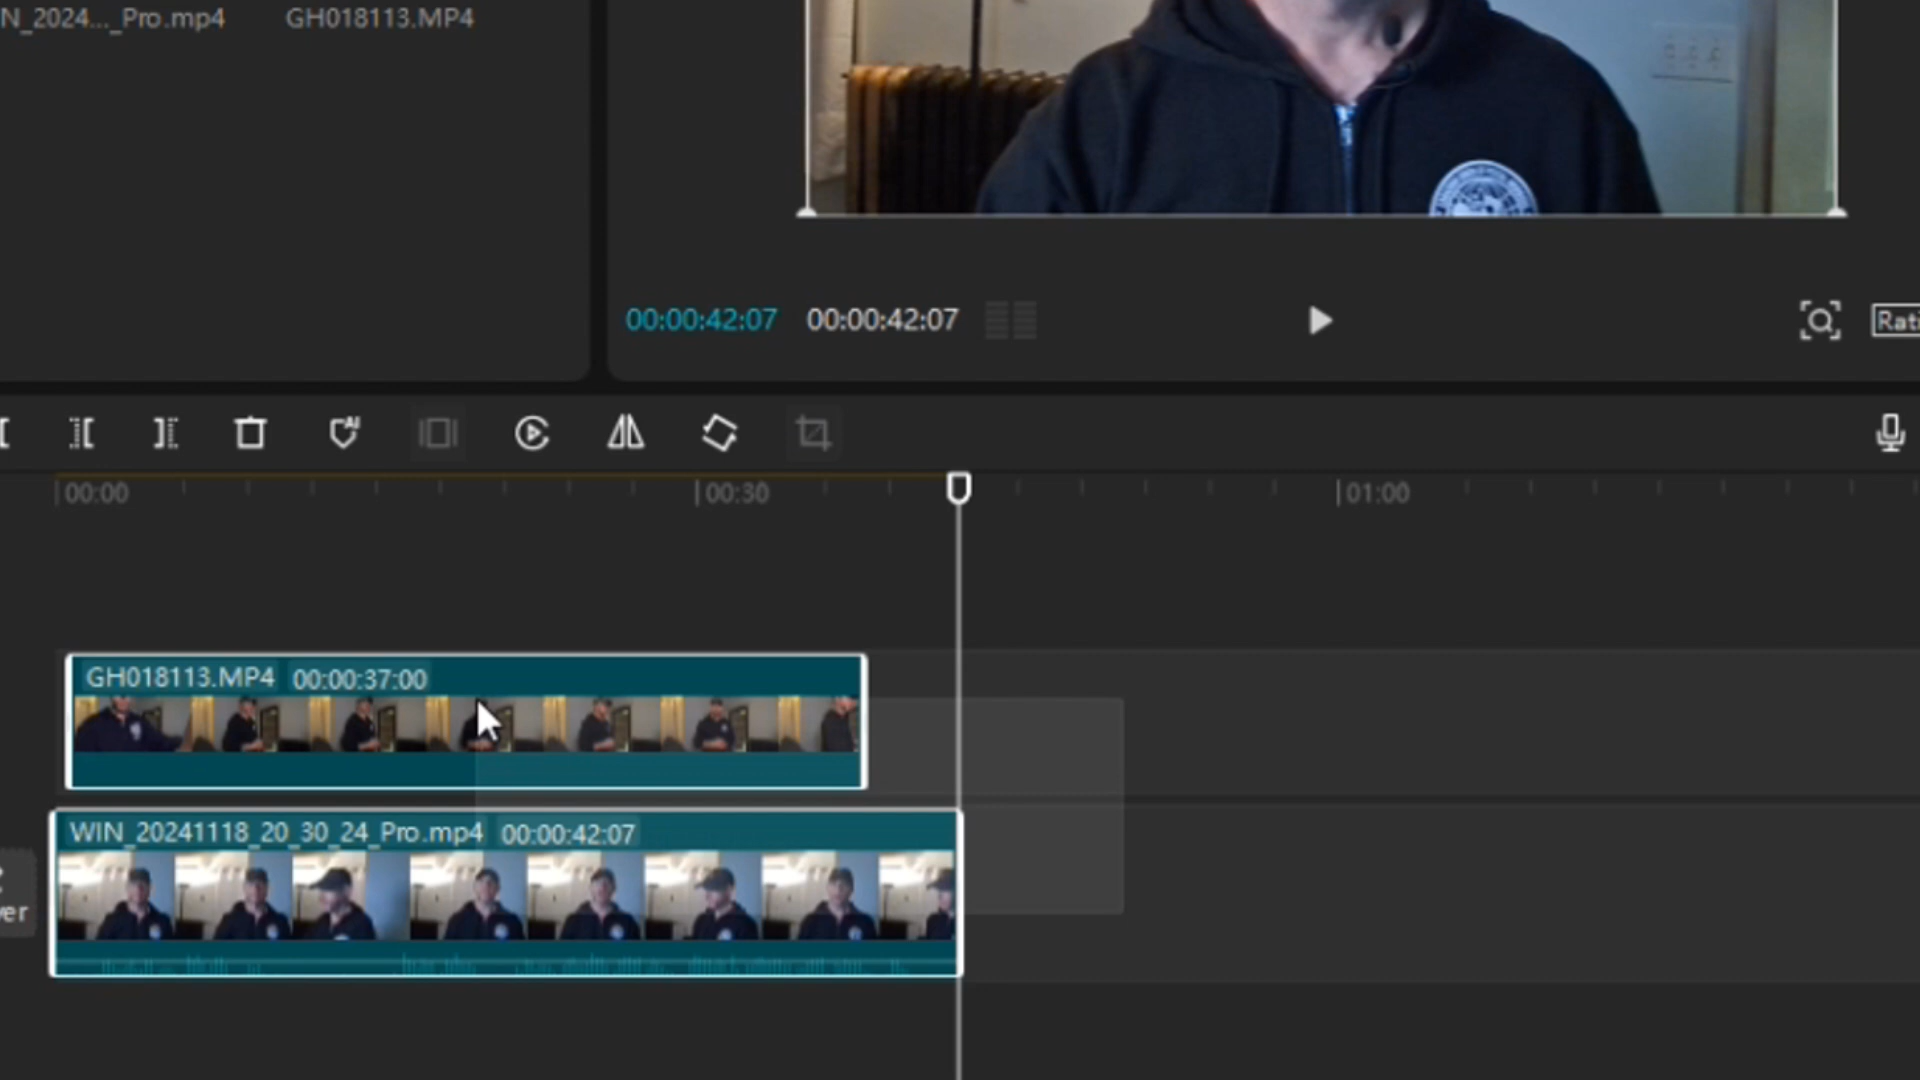 N_2024..._Pro.mp4
GH018113.MP4
00:00:42:07
00:00:42:07
Rati
AI
00:00
00:30
01:00
GH018113.MP4 00:00:37:00
WIN_20241118_20_30_24_Pro.mp4 00:00:42:07
ver